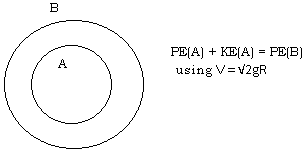 B
A
PE(A) + KE(A) = PE(B)
using V=√2gR